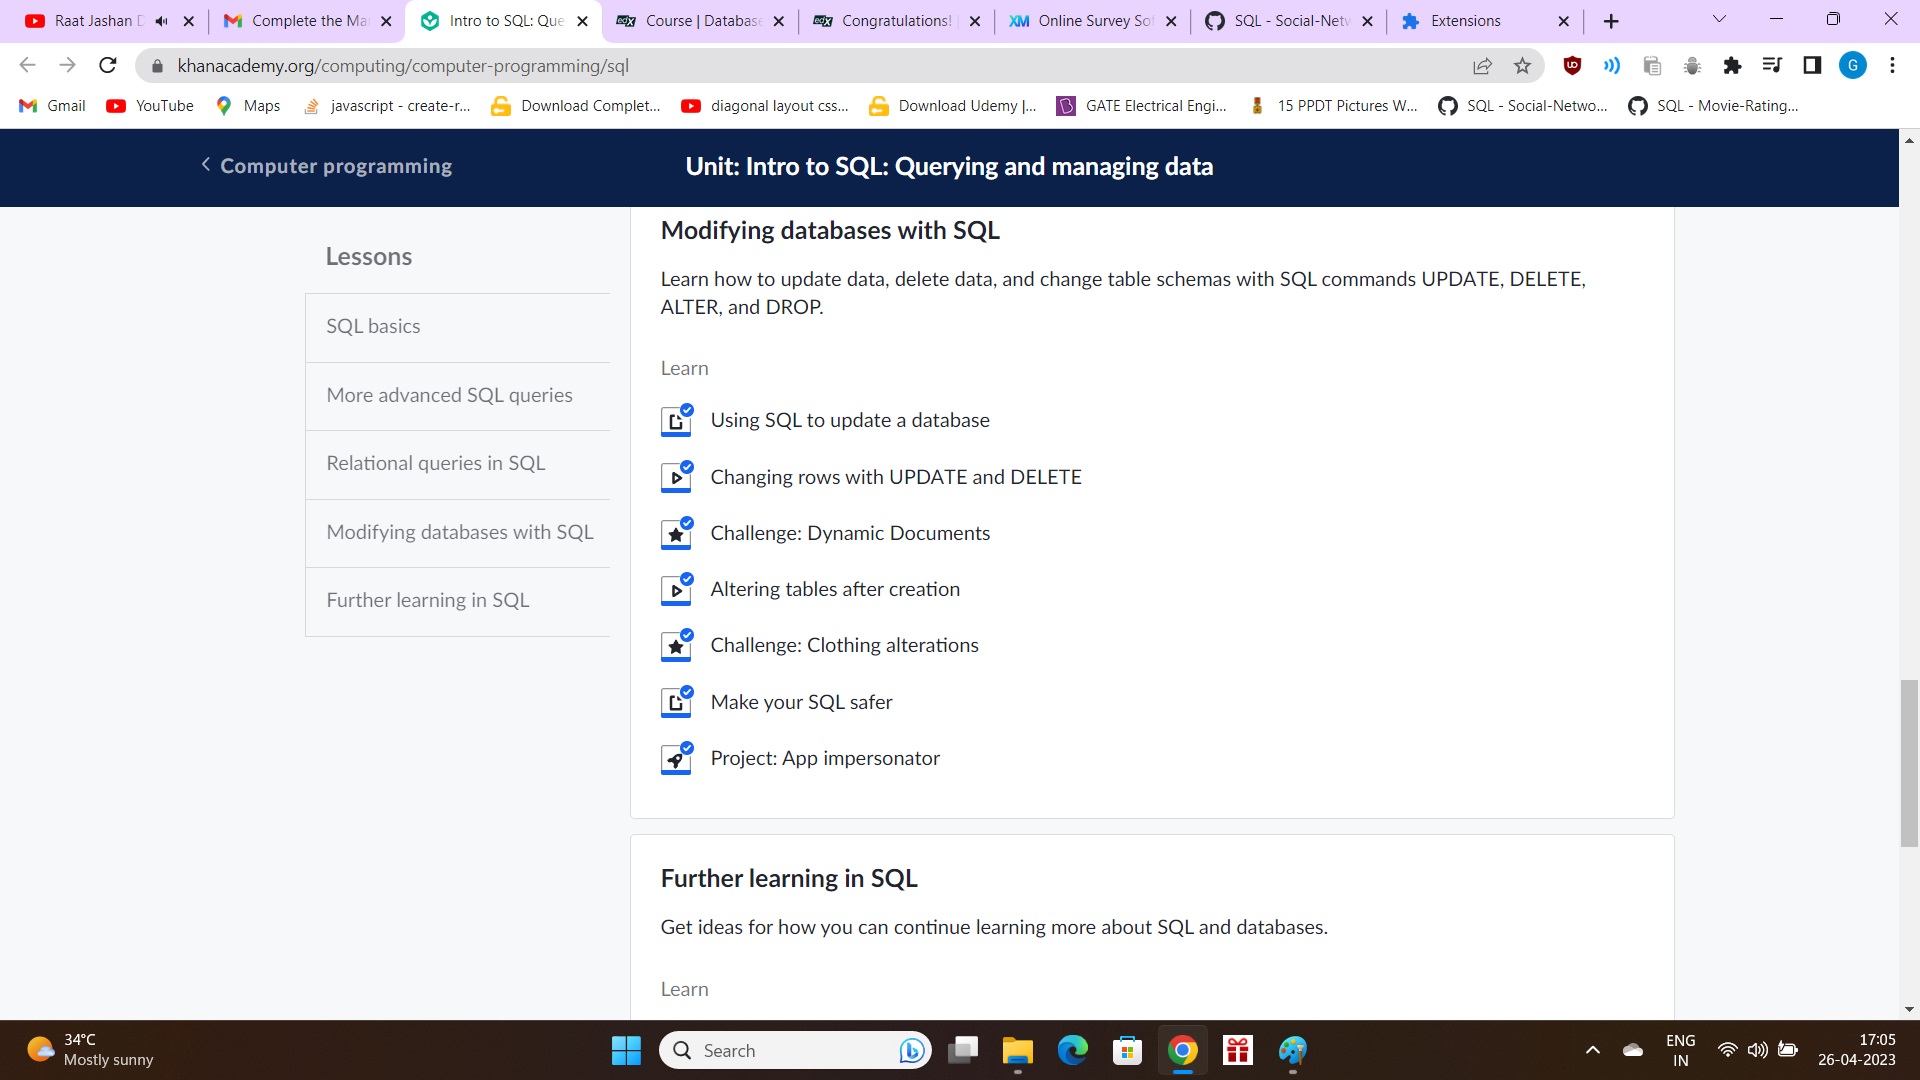 Raat Jashan D
Complete the Ma
Intro to SQL: Que
edX Course | Database
edX Congratulations! |
XM Online Survey Sof
SQL - Social-Netw
Extensions
khanacademy.org/computing/computer-programming/sql
G
Gmail
YouTube
Maps
javascript - create-r...
Download Complet...
diagonal layout css...
Download Udemy |...
GATE Electrical Engi...
15 PPDT Pictures W...
SQL - Social-Netwo...
SQL - Movie-Rating...
Computer programming
Unit: Intro to SQL: Querying and managing data
Lessons
SQL basics
More advanced SQL queries
Relational queries in SQL
Modifying databases with SQL
Further learning in SQL
Modifying databases with SQL
Learn how to update data, delete data, and change table schemas with SQL commands UPDATE, DELETE,
ALTER, and DROP.
Learn
Using SQL to update a database
Changing rows with UPDATE and DELETE
Challenge: Dynamic Documents
Altering tables after creation
Challenge: Clothing alterations
Make your SQL safer
Project: App impersonator
Further learning in SQL
Get ideas for how you can continue learning more about SQL and databases.
Learn
34°C
Mostly sunny
Search
ENG
IN
17:05
26-04-2023